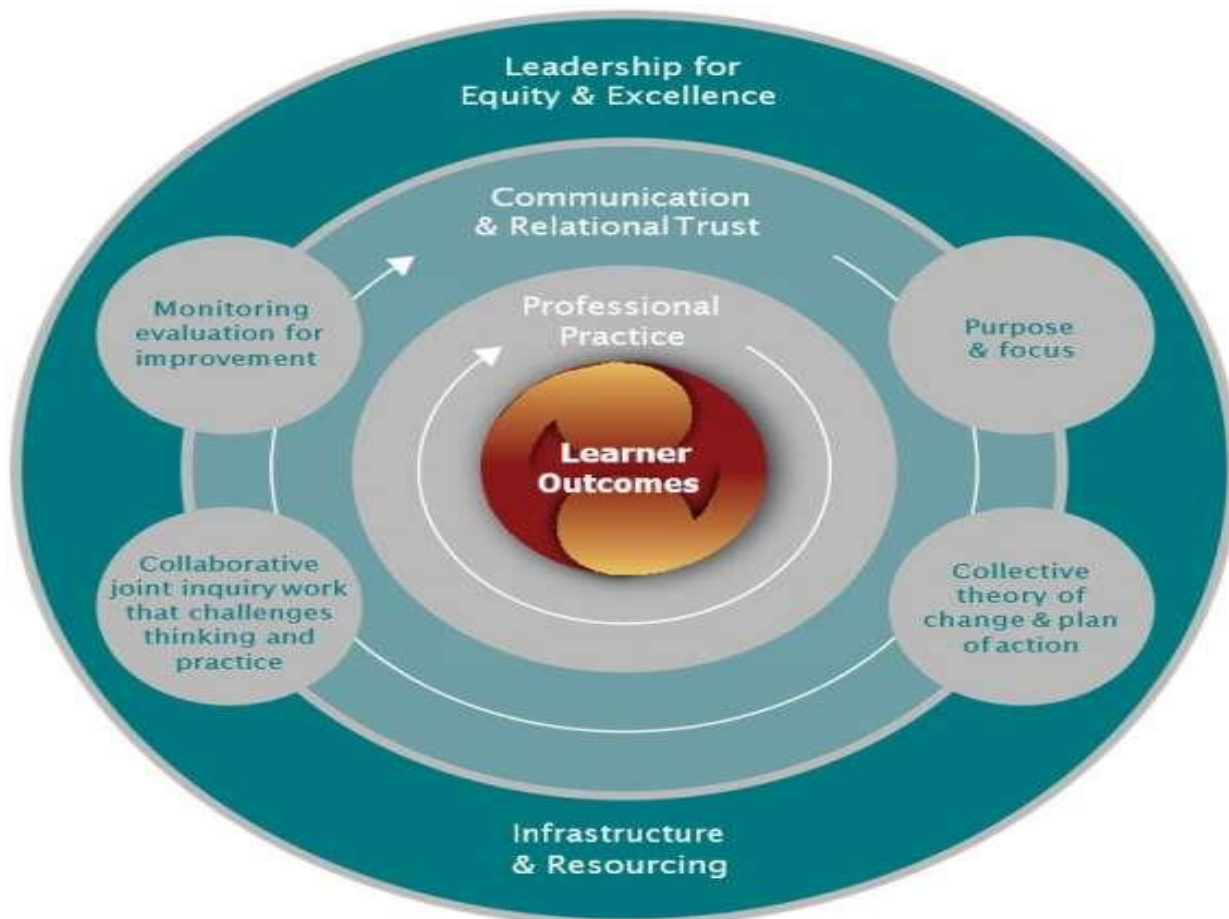 Leadership for
Equity & Excellence
Communication
& Relational Trust
Professional
Practice
Learner
Outcomes
Monitoring
evaluation for
improvement
Purpose
& focus
Collaborative
joint inquiry work
that challenges
thinking and
practice
Collective
theory of
change & plan
of action
Infrastructure
& Resourcing